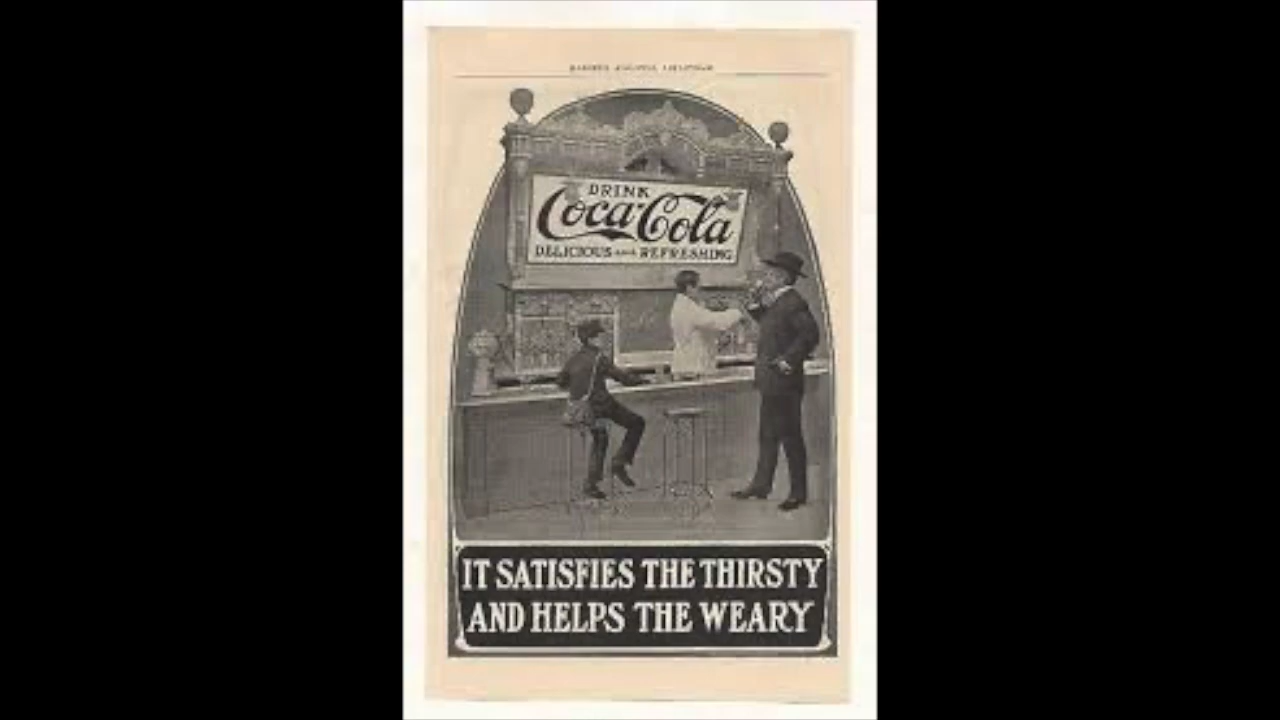 DRINK
Coca-Cola
DELICIOUS AND REFRESHING
IT SATISFIES THE THIRSTY
AND HELPS THE WEARY